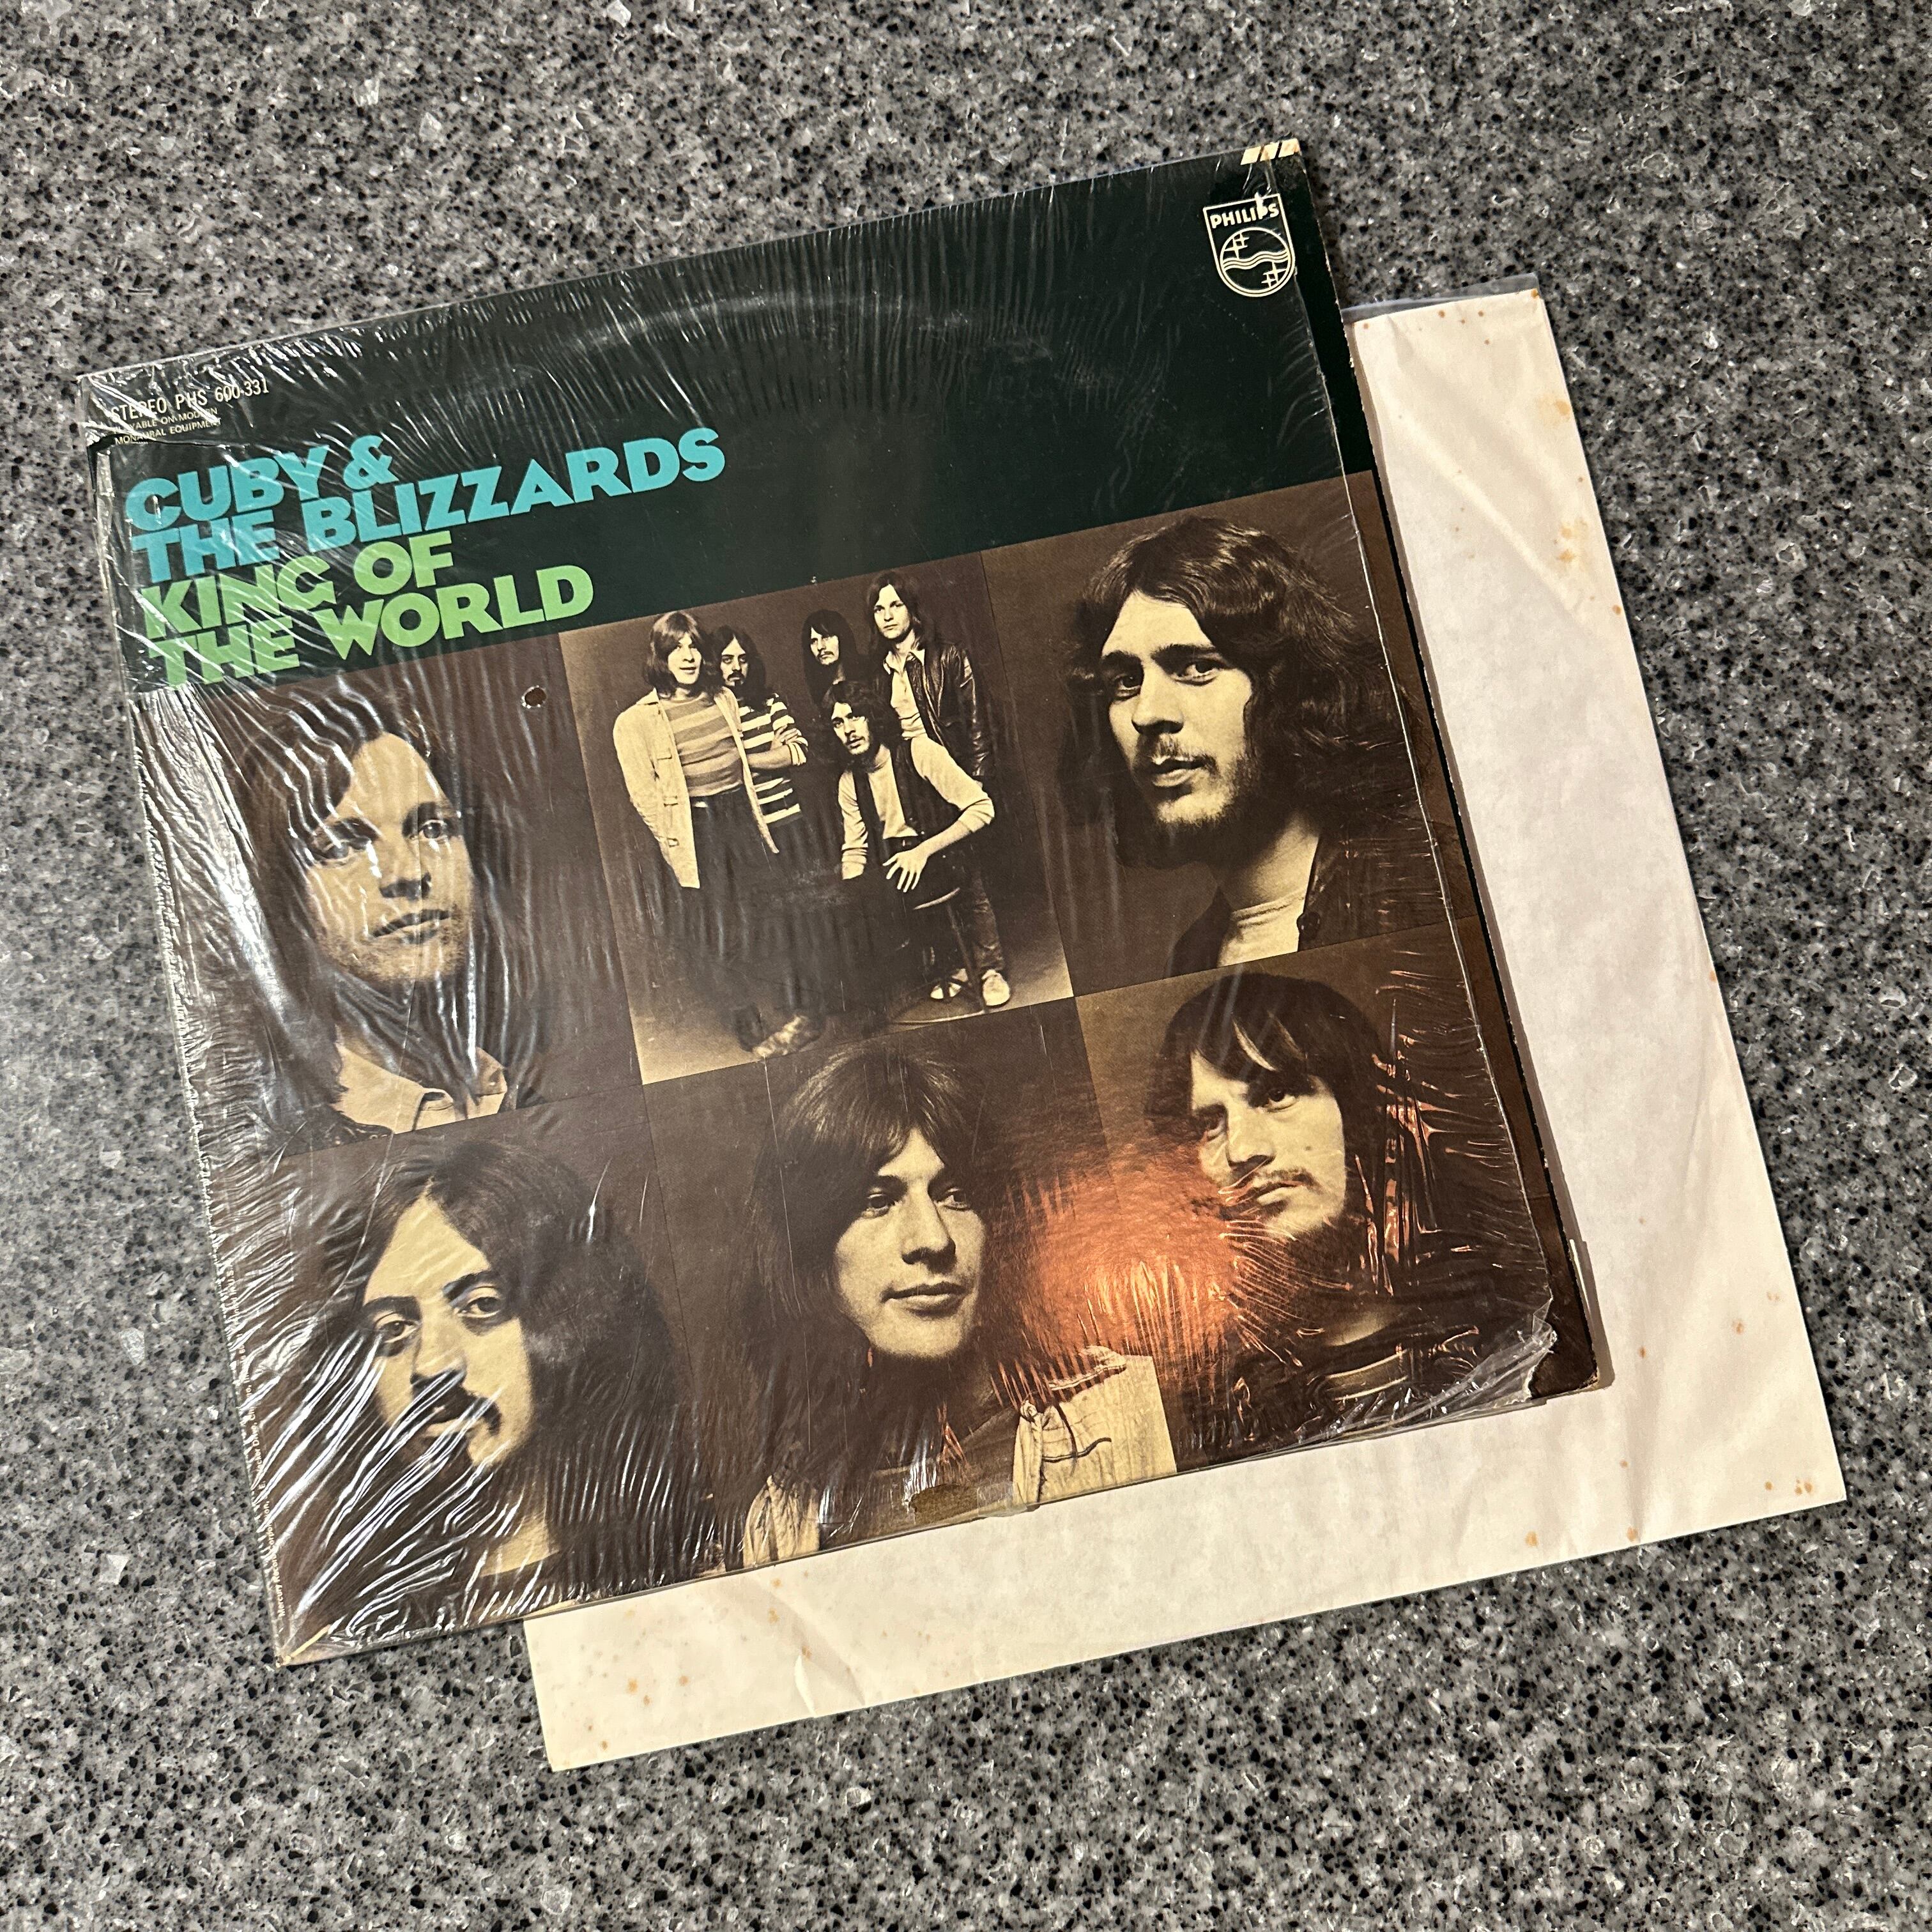 PHILIPS
STEREO PHS 600-331
PLAYABLE ON MODERN
MONAURAL EQUIPMENT
CUBY &
THE BLIZZARDS
KING OF
THE WORLD